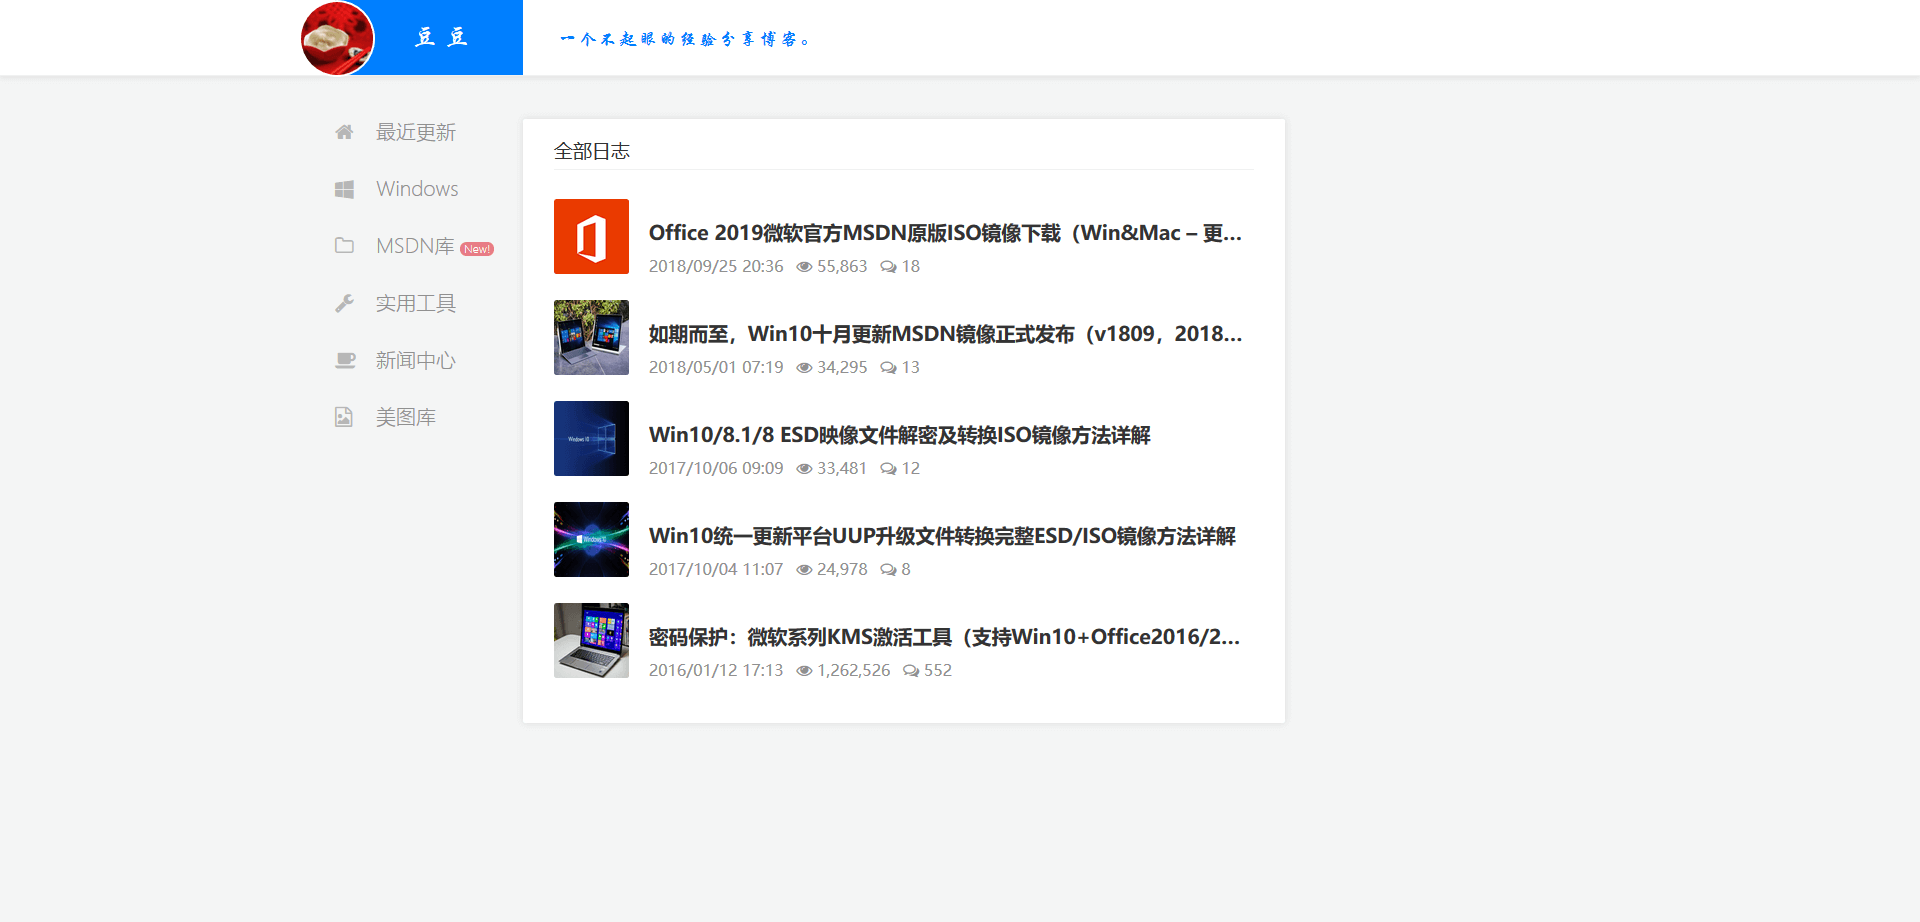 豆豆
一个不起眼的经验分享博客。
最近更新
Windows
MSDN库 New!
实用工具
新闻中心
美图库
全部日志
Office 2019微软官方MSDN原版ISO镜像下载（Win&Mac – 更...
2018/09/25 20:36 55,863 18
如期而至，Win10十月更新MSDN镜像正式发布（v1809，2018...
2018/05/01 07:19 34,295 13
Win10/8.1/8 ESD映像文件解密及转换ISO镜像方法详解
2017/10/06 09:09 33,481 12
Windows 10
Win10统一更新平台UUP升级文件转换完整ESD/ISO镜像方法详解
2017/10/04 11:07 24,978 8
Windows 10
密码保护：微软系列KMS激活工具（支持Win10+Office2016/2...
2016/01/12 17:13 1,262,526 552